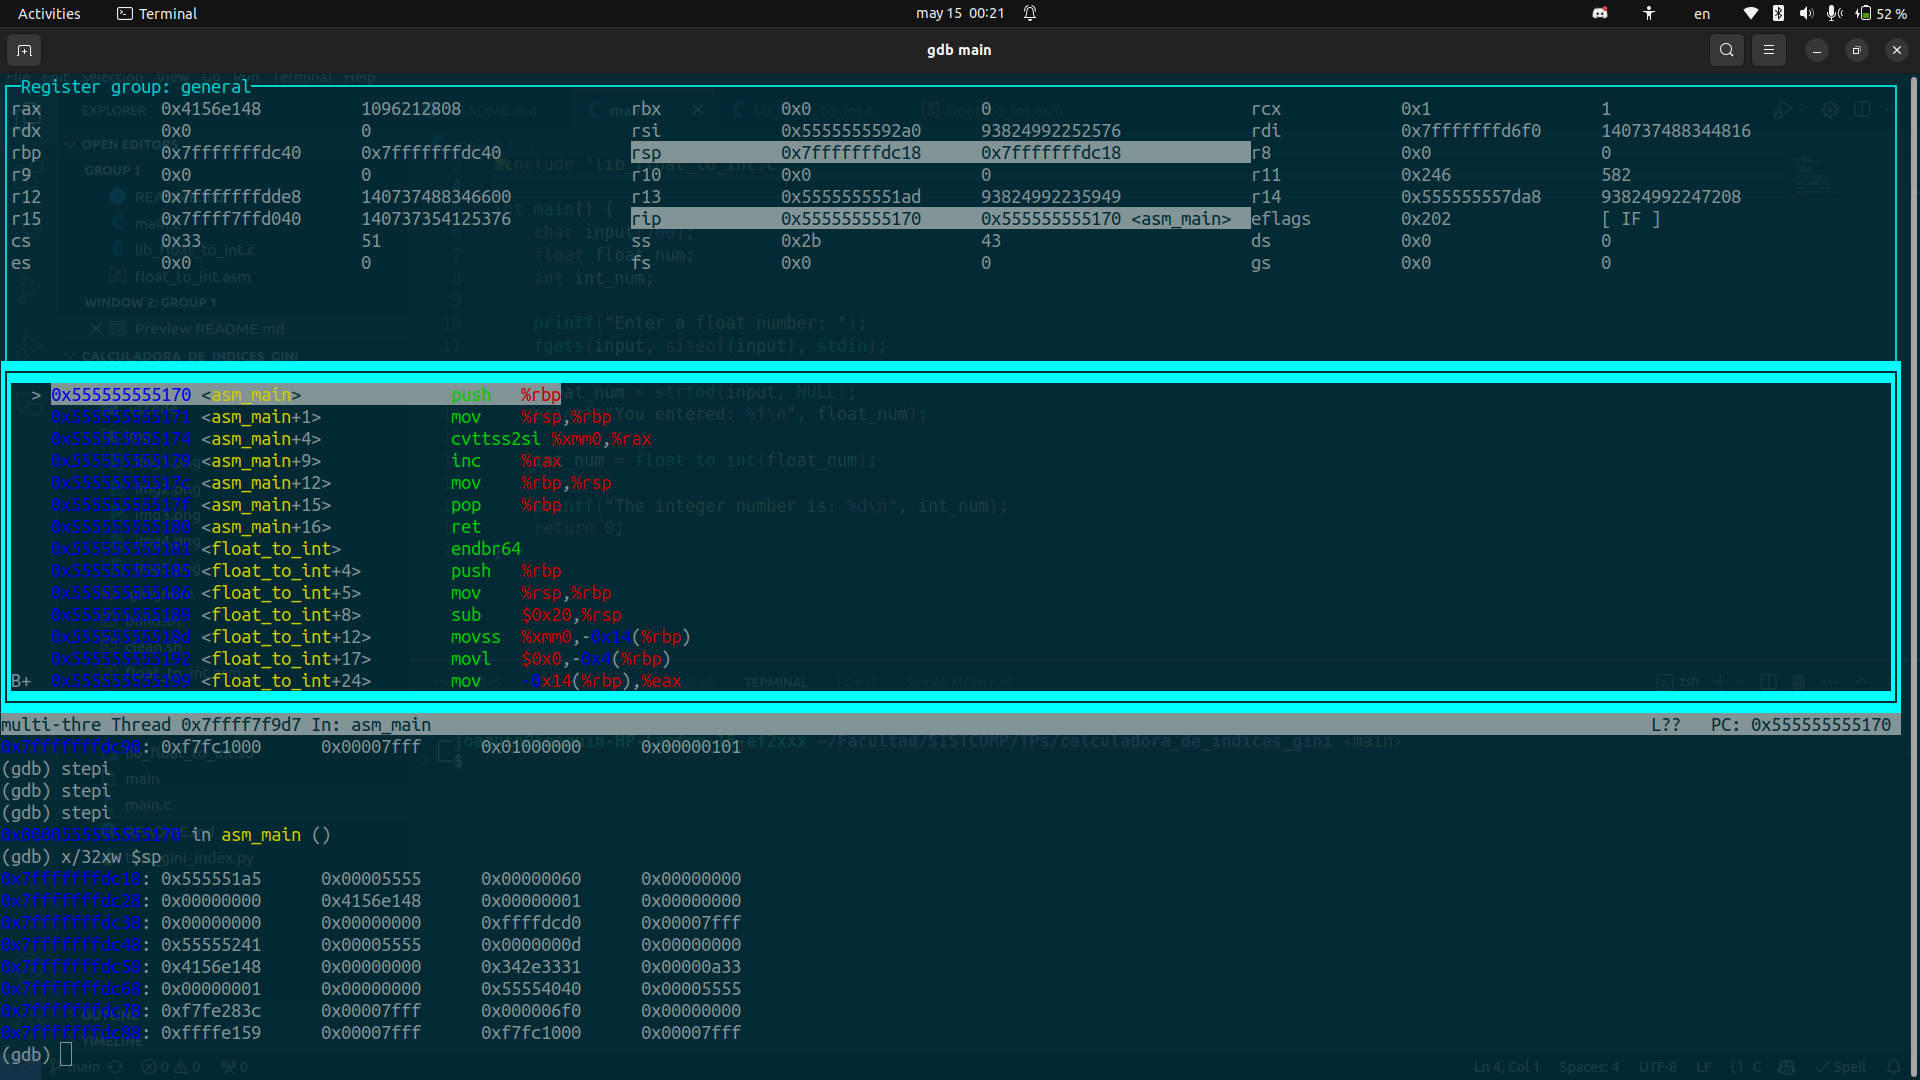 Activities Terminal may 15 00:21 en 52 %
gdb main
Register group: general
rax 0x4156e148 1096212808 rbx 0x0 0 rcx 0x1 1
rdx 0x0 0 rsi 0x5555555592a0 93824992252576 rdi 0x7fffffffd6f0 140737488344816
rbp 0x7fffffffdc40 0x7fffffffdc40 rsp 0x7fffffffdc18 0x7fffffffdc18 r8 0x0 0
r9 0x0 0 r10 0x0 0 r11 0x246 582
r12 0x7fffffffdde8 140737488346600 r13 0x5555555551ad 93824992235949 r14 0x555555557da8 93824992247208
r15 0x7ffff7ffd040 140737354125376 rip 0x555555555170 0x555555555170 <asm_main> eflags 0x202 [ IF ]
cs 0x33 51 ss 0x2b 43 ds 0x0 0
es 0x0 0 fs 0x0 0 gs 0x0 0
> 0x555555555170 <asm_main> push %rbp
0x555555555171 <asm_main+1> mov %rsp,%rbp
0x555555555174 <asm_main+4> cvttss2si %xmm0,%rax
0x555555555179 <asm_main+9> inc %rax
0x55555555517c <asm_main+12> mov %rbp,%rsp
0x55555555517f <asm_main+15> pop %rbp
0x555555555180 <asm_main+16> ret
0x555555555181 <float_to_int> endbr64
0x555555555185 <float_to_int+4> push %rbp
0x555555555186 <float_to_int+5> mov %rsp,%rbp
0x555555555189 <float_to_int+8> sub $0x20,%rsp
0x55555555518d <float_to_int+12> movss %xmm0,-0x14(%rbp)
0x555555555192 <float_to_int+17> movl $0x0,-0x4(%rbp)
B+ 0x555555555199 <float_to_int+24> mov -0x14(%rbp),%eax
multi-thre Thread 0x7ffff7f9d7 In: asm_main L?? PC: 0x555555555170
0x7fffffffdc90: 0xf7fc1000 0x00007fff 0x01000000 0x00000101
(gdb) stepi
(gdb) stepi
(gdb) stepi
0x0000555555555170 in asm_main ()
(gdb) x/32xw $sp
0x7fffffffdc18: 0x555551a5 0x00005555 0x00000060 0x00000000
0x7fffffffdc28: 0x00000000 0x4156e148 0x00000001 0x00000000
0x7fffffffdc38: 0x00000000 0x00000000 0xffffdcd0 0x00007fff
0x7fffffffdc48: 0x55555241 0x00005555 0x0000000d 0x00000000
0x7fffffffdc58: 0x4156e148 0x00000000 0x342e3331 0x00000a33
0x7fffffffdc68: 0x00000001 0x00000000 0x55554040 0x00005555
0x7fffffffdc78: 0xf7fe283c 0x00007fff 0x000006f0 0x00000000
0x7fffffffdc88: 0xffffe159 0x00007fff 0xf7fc1000 0x00007fff
(gdb)